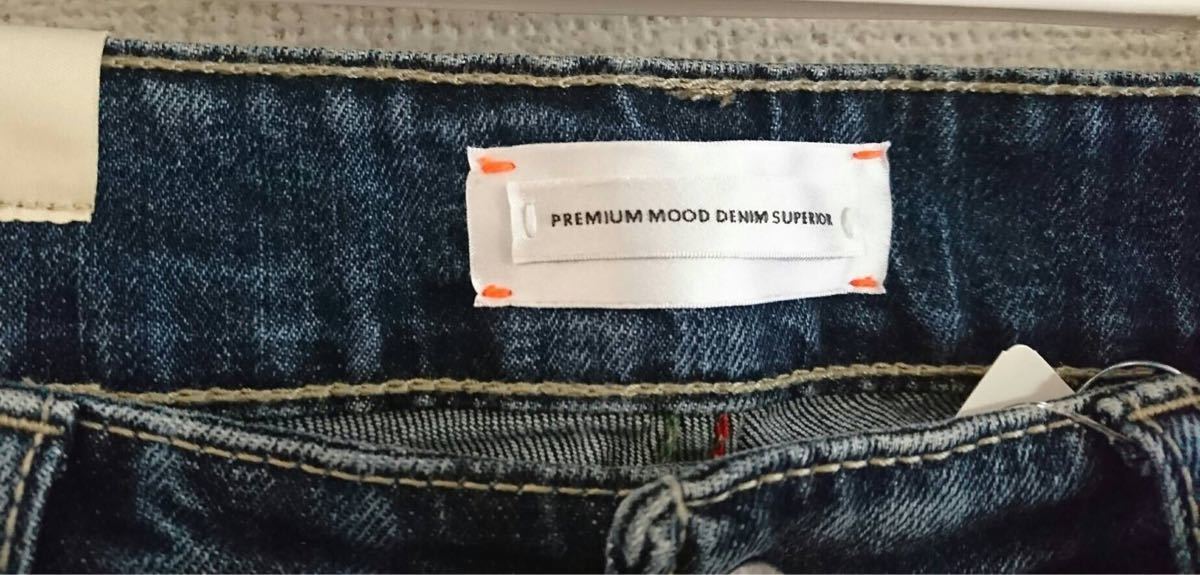 PREMIUM MOOD DENIM SUPERIOR